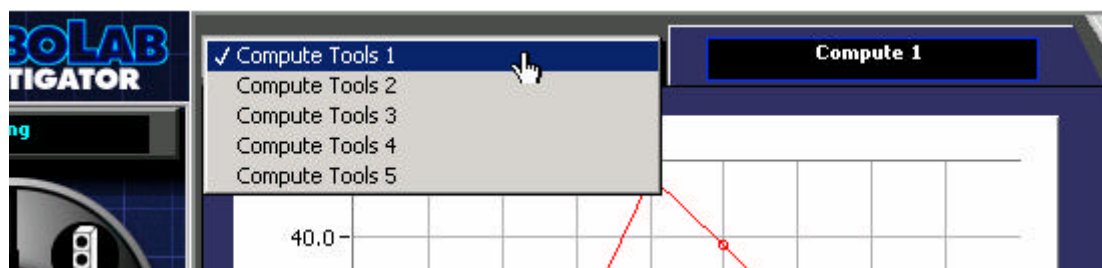 BOLAB
TIGATOR
ng
✓ Compute Tools 1
Compute Tools 2
Compute Tools 3
Compute Tools 4
Compute Tools 5
Compute 1
40.0